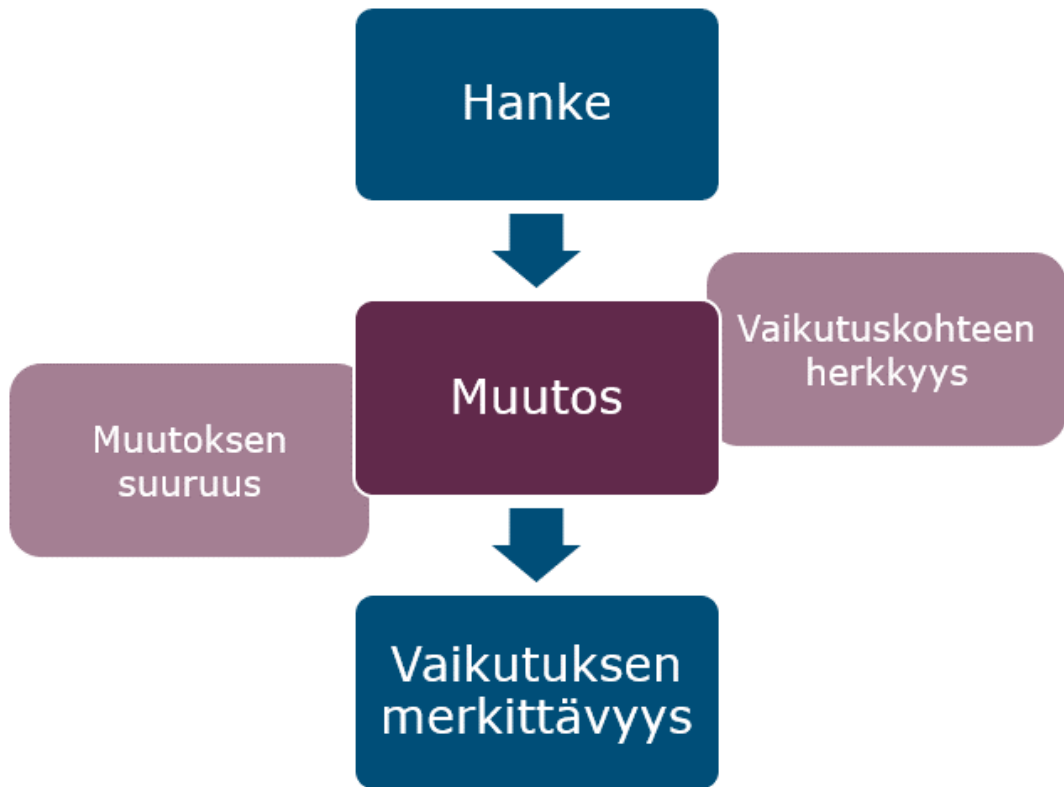 Hanke
Vaikutuskohteen
herkkyys
Muutos
Muutoksen
suuruus
Vaikutuksen
merkittävyys